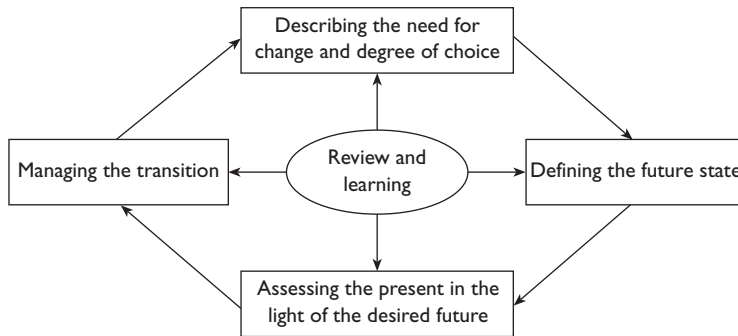 Describing the need for
change and degree of choice
Managing the transition
Review and
learning
Defining the future state
Assessing the present in the
light of the desired future